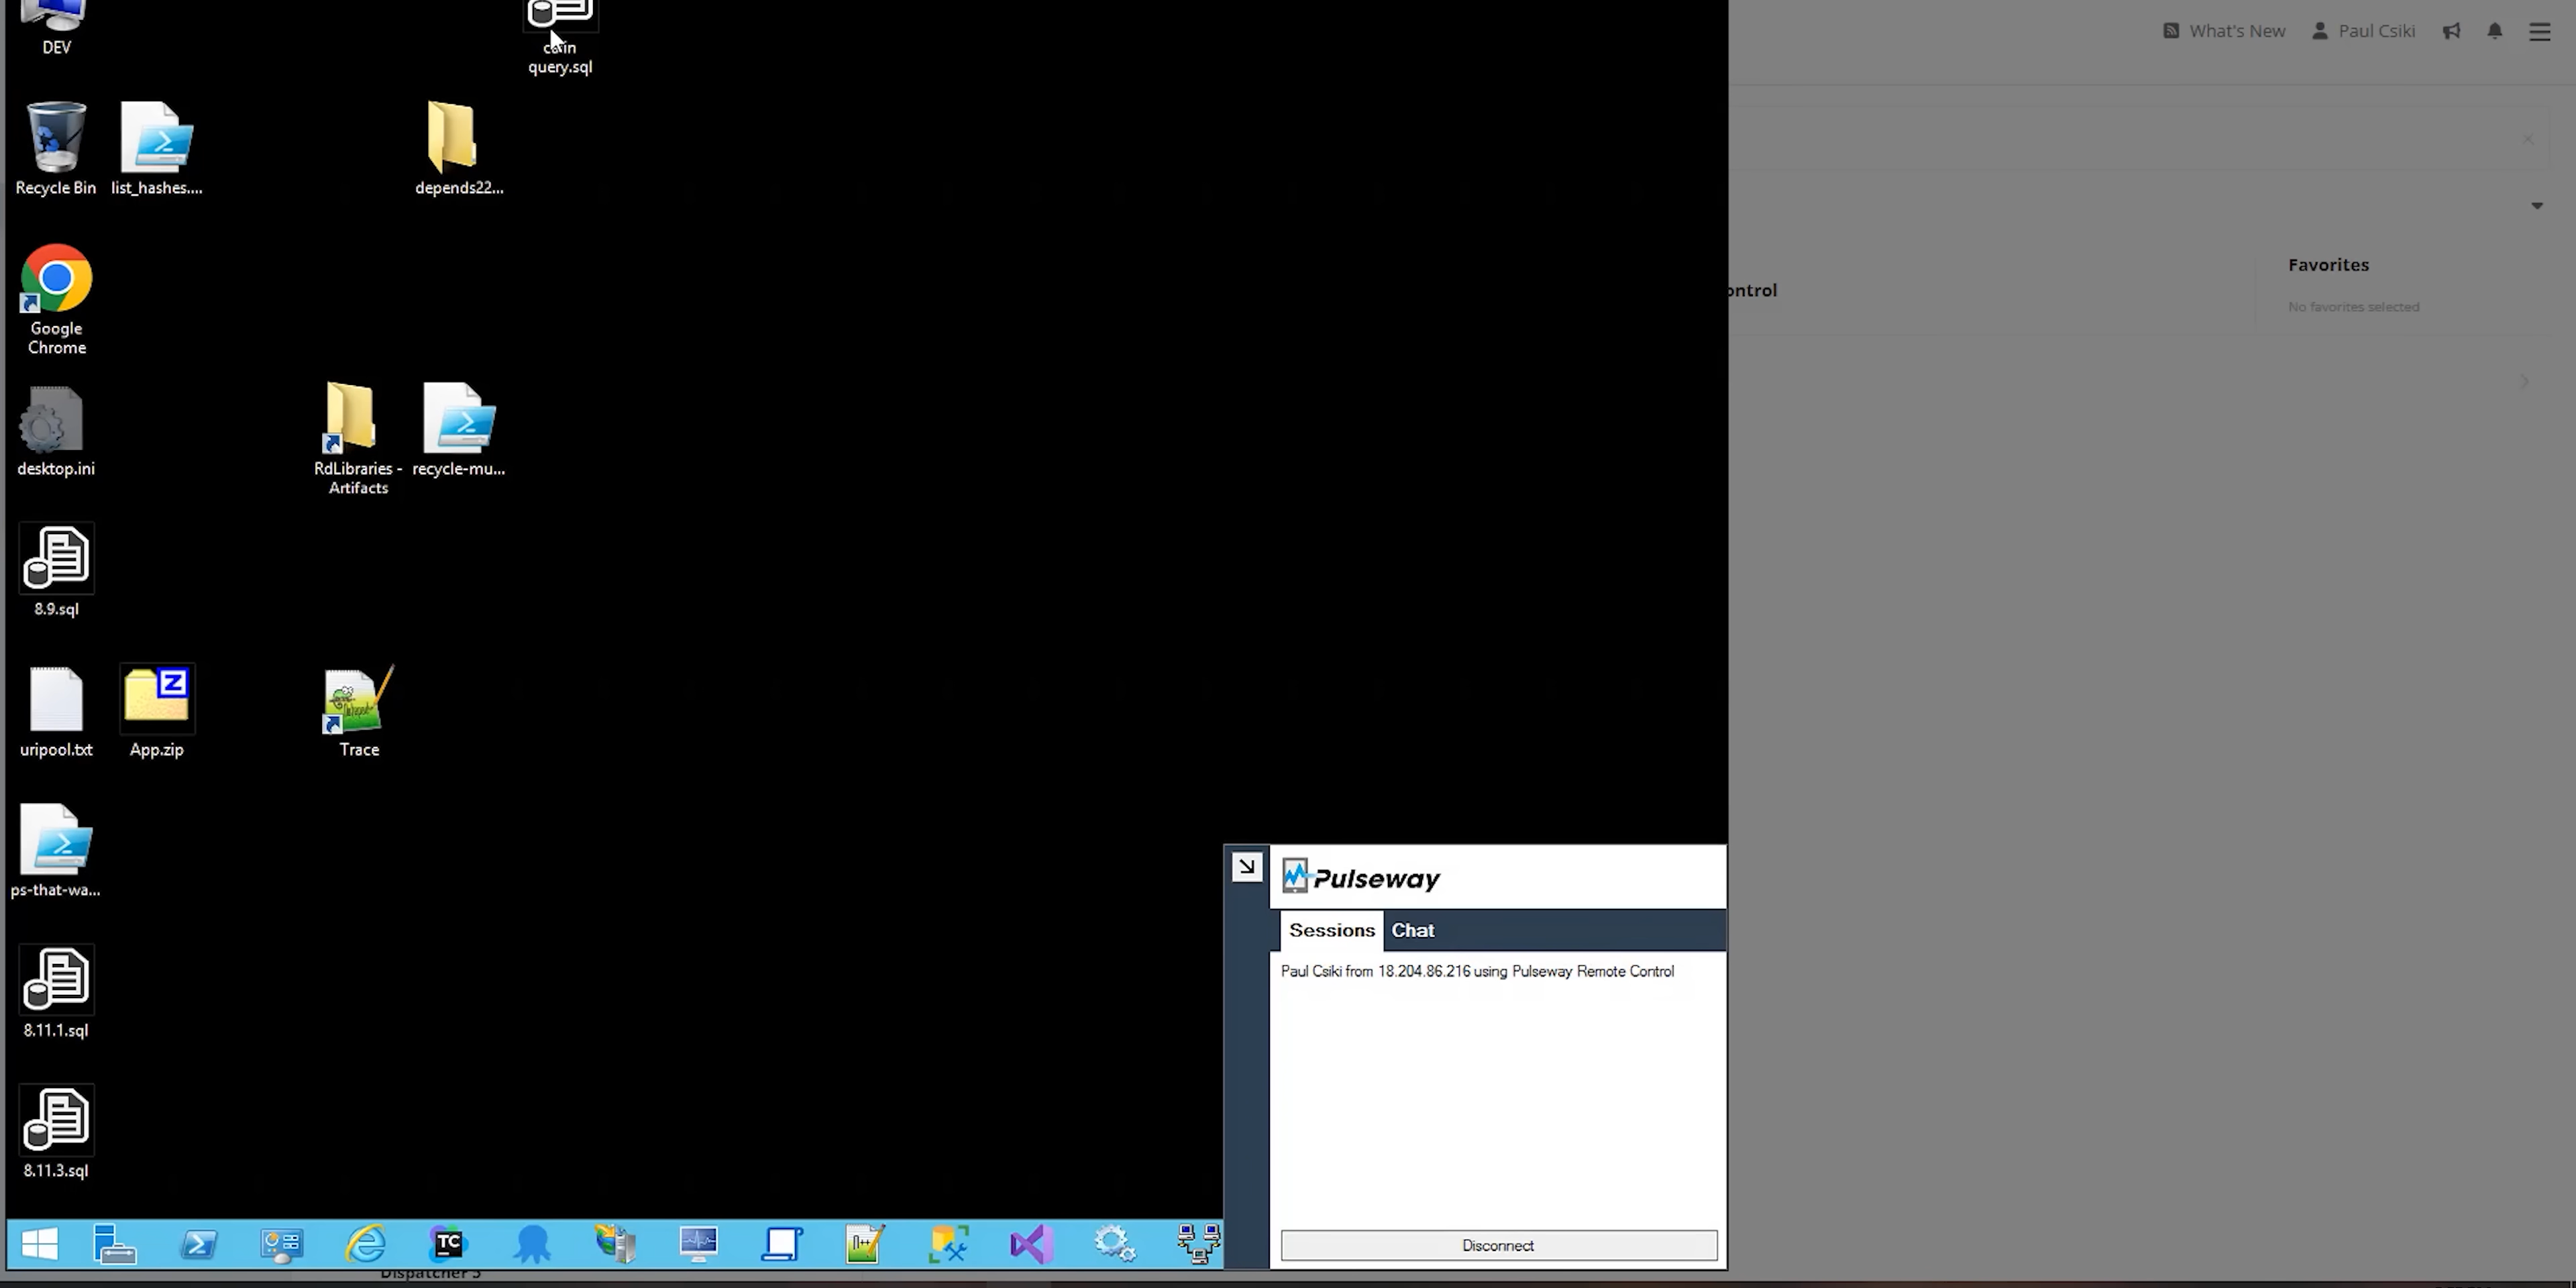 DEV
query.sql
What's New
Paul Csiki
Recycle Bin
list_hashes....
depends22...
Google
Chrome
ontrol
Favorites
No favorites selected
desktop.ini
RdLibraries -
Artifacts
recycle-mu...
8.9.sql
uripool.txt
App.zip
Trace
ps-that-wa...
Pulseway
Sessions
Chat
Paul Csiki from 18.204.86.216 using Pulseway Remote Control
8.11.1.sql
8.11.3.sql
TC
Disconnect
Dispatcher 5